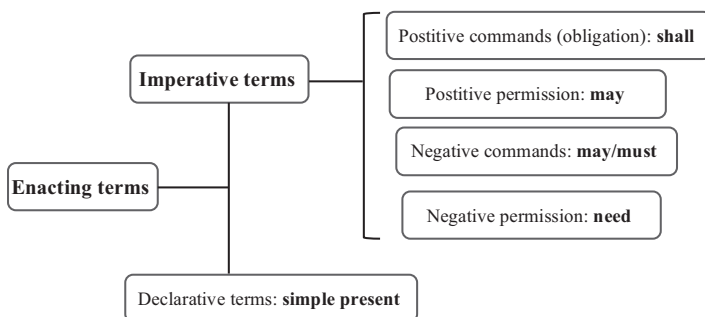 Postitive commands (obligation): shall
Imperative terms
Postitive permission: may
Negative commands: may/must
Enacting terms
Negative permission: need
Declarative terms: simple present